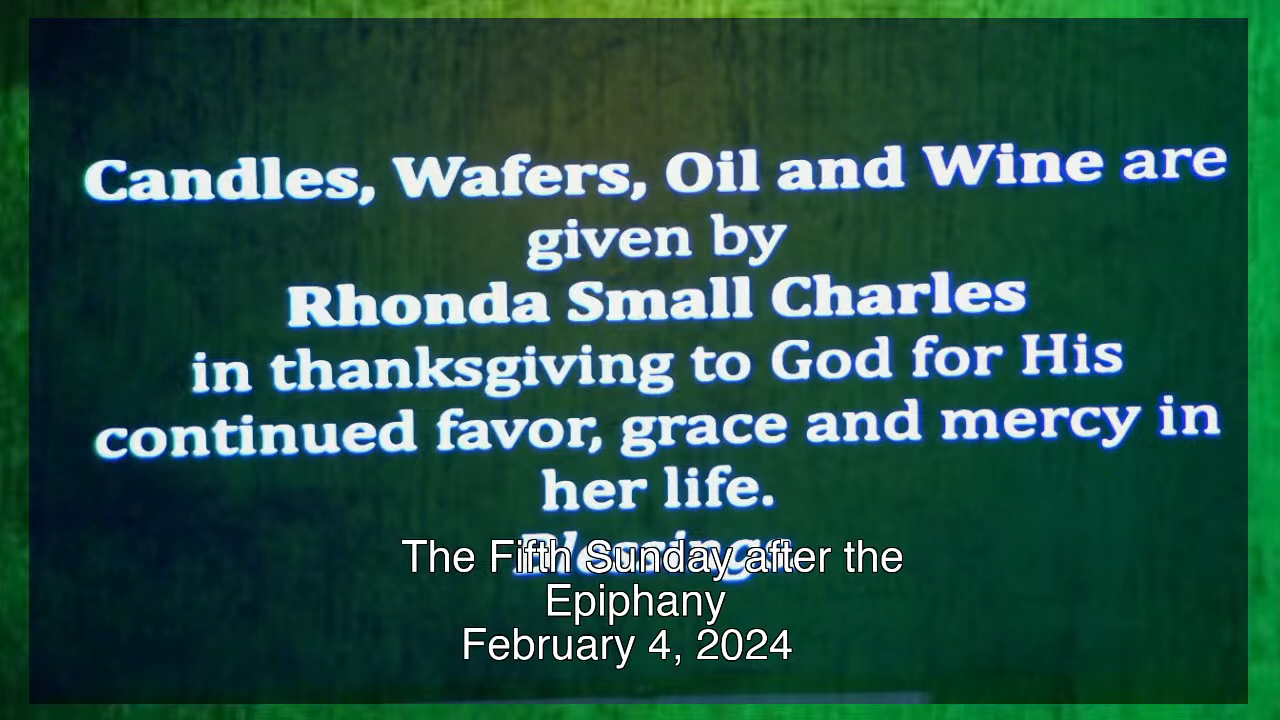 Candles, Wafers, Oil and Wine are
given by
Rhonda Small Charles
in thanksgiving to God for His
continued favor, grace and mercy in
her life.
Blessings
The Fifth Sunday after the
Epiphany
February 4, 2024